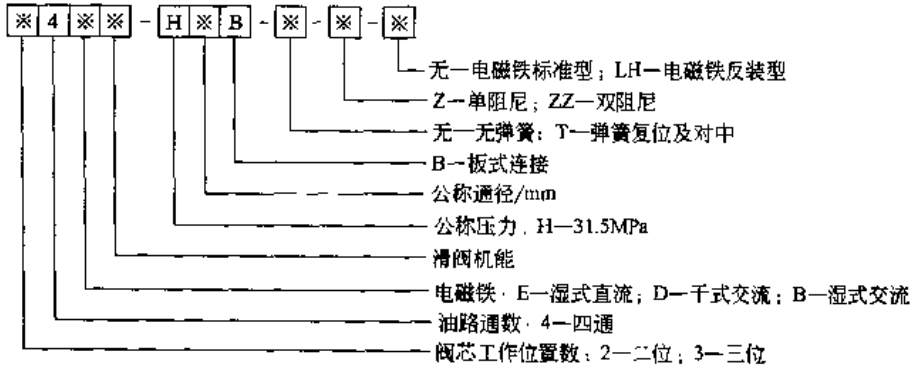 ※4※※-H※B-※-※-※
无—电磁铁标准型；LH—电磁铁反装型
Z—单阻尼；ZZ—双阻尼
无—无弹簧：T—弹簧复位及对中
B—板式连接
公称通径/mm
公称压力．H—31.5MPa
滑阀机能
电磁铁．E—湿式直流；D—干式交流；B—湿式交流
油路通数．4—四通
阀芯工作位置数：2—二位；3—三位